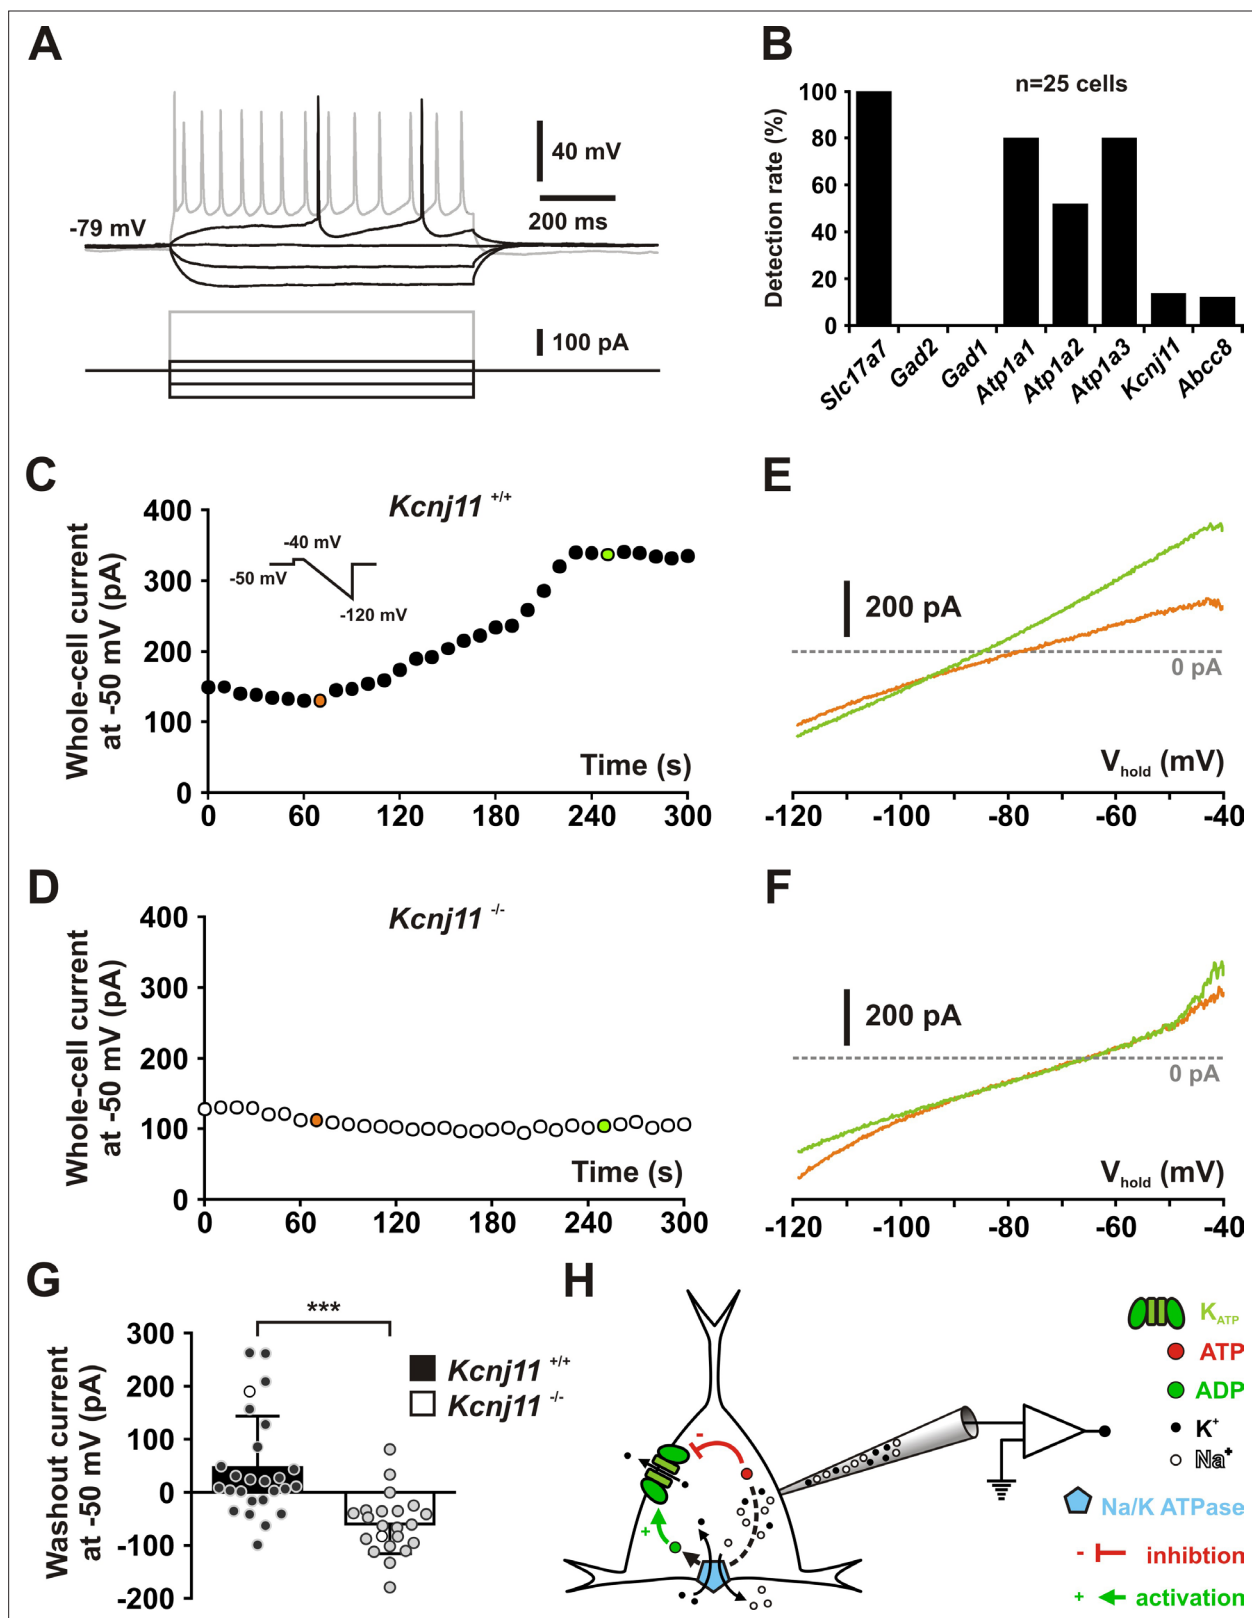 A
-79 mV
40 mV
200 ms
100 pA
B
n=25 cells
Detection rate (%)
100
80
60
40
20
0
Slc17a7
Gad2
Gad1
Atp1a1
Atp1a2
Atp1a3
Kcnj11
Abcc8
C
Kcnj11 +/+
Whole-cell current
at -50 mV (pA)
400
300
200
100
0
-40 mV
-50 mV
-120 mV
Time (s)
0 60 120 180 240 300
E
200 pA
0 pA
Vhold (mV)
-120 -100 -80 -60 -40
D
Kcnj11 -/-
Whole-cell current
at -50 mV (pA)
400
300
200
100
0
Time (s)
0 60 120 180 240 300
F
200 pA
0 pA
Vhold (mV)
-120 -100 -80 -60 -40
G
Washout current
at -50 mV (pA)
300
200
100
0
-100
-200
***
Kcnj11 +/+
Kcnj11 -/-
H
-
+
KATP
ATP
ADP
K+
Na+
Na/K ATPase
- inhibtion
+ activation